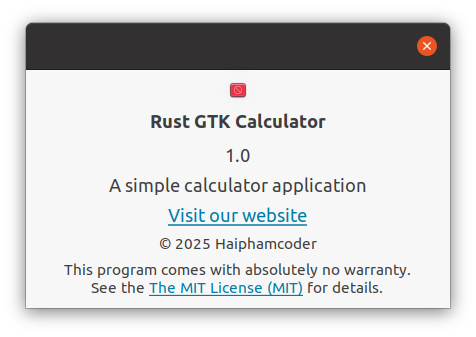 Rust GTK Calculator
1.0
A simple calculator application
Visit our website
© 2025 Haiphamcoder
This program comes with absolutely no warranty.
See the The MIT License (MIT) for details.